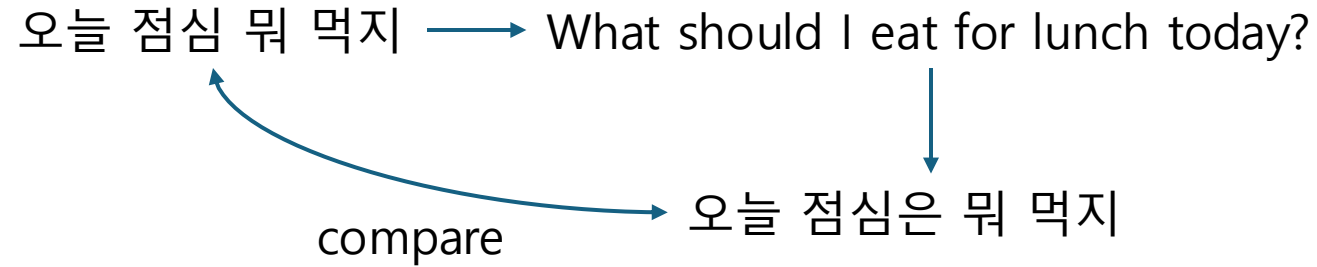 오늘 점심 뭐 먹지
What should I eat for lunch today?
오늘 점심은 뭐 먹지
compare